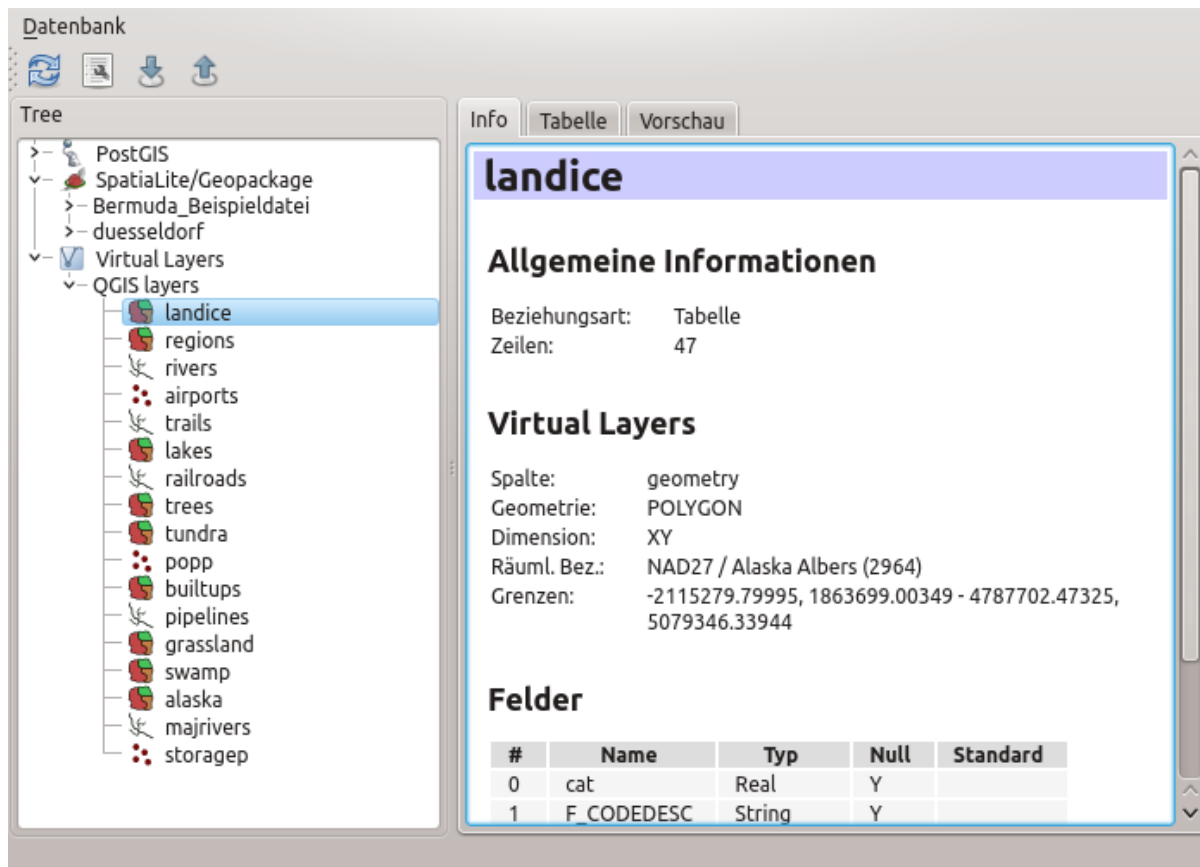 Datenbank
Tree
PostGIS
SpatiaLite/Geopackage
Bermuda_Beispieldatei
duesseldorf
Virtual Layers
QGIS layers
landice
regions
rivers
airports
trails
lakes
railroads
trees
tundra
popp
builtups
pipelines
grassland
swamp
alaska
majrivers
storagep
Info Tabelle Vorschau
landice
Allgemeine Informationen
Beziehungsart: Tabelle
Zeilen: 47
Virtual Layers
Spalte: geometry
Geometrie: POLYGON
Dimension: XY
Räuml. Bez.: NAD27 / Alaska Albers (2964)
Grenzen: -2115279.79995, 1863699.00349 - 4787702.47325,
5079346.33944
Felder
# Name Typ Null Standard
0 cat Real Y
1 F_CODEDESC String Y